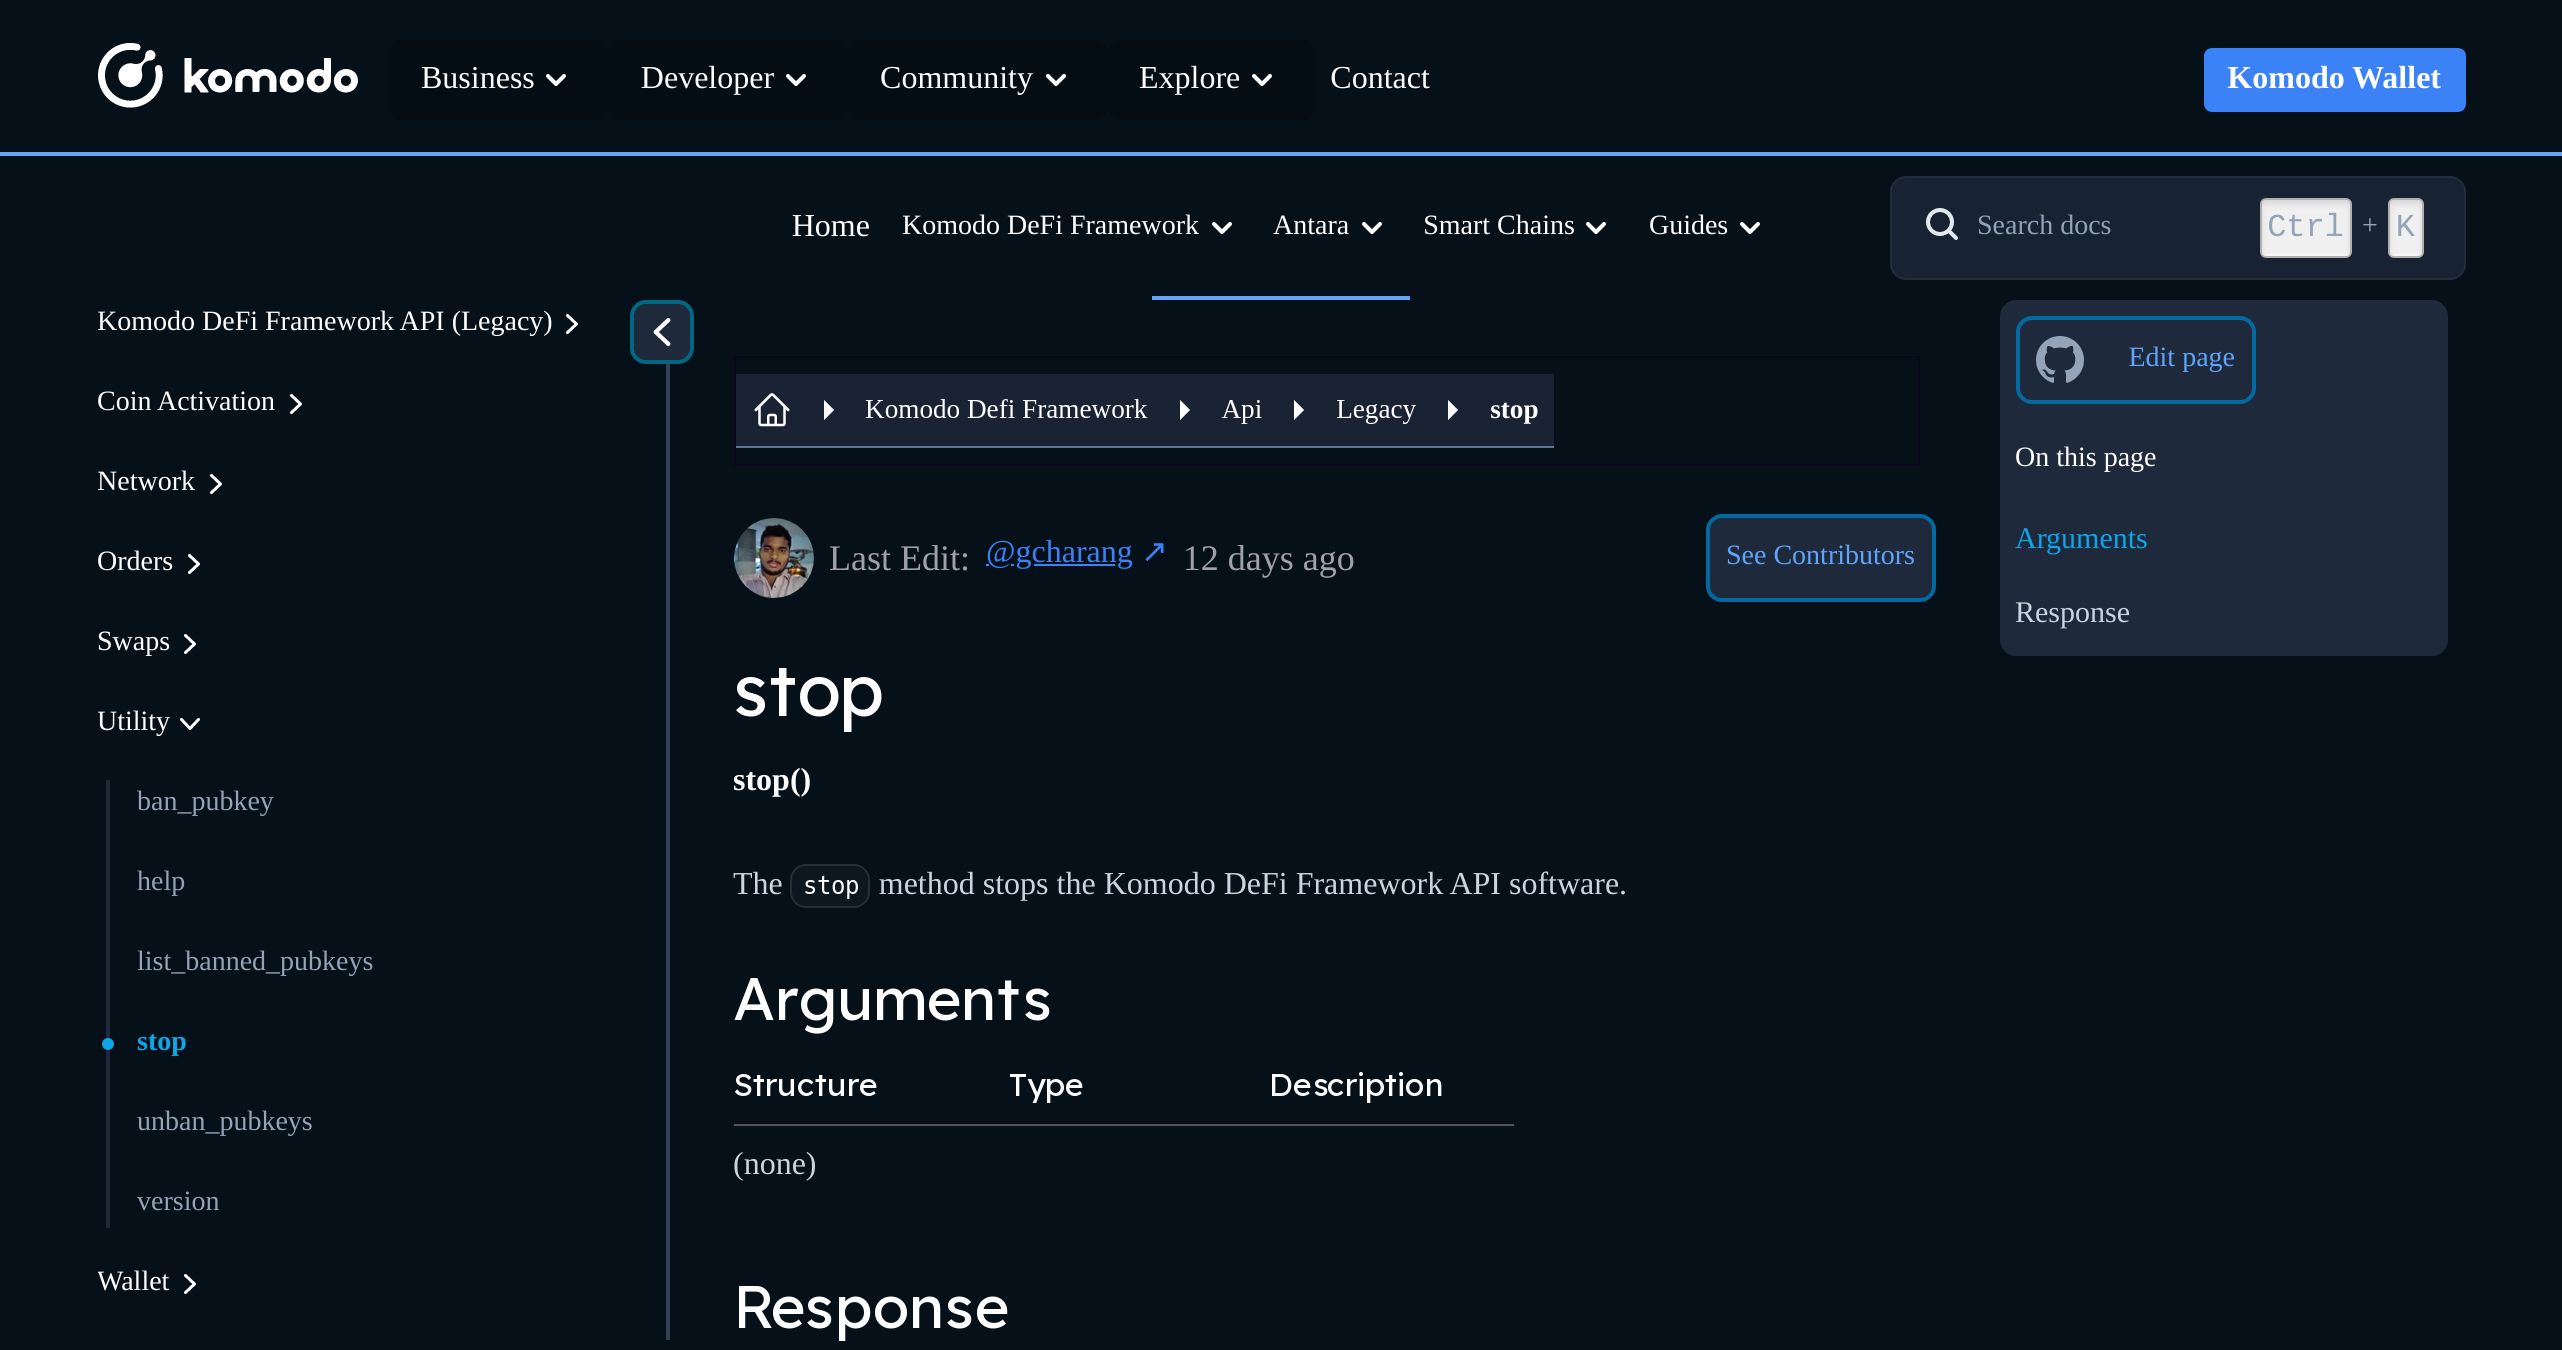 komodo
Business
Developer
Community
Explore
Contact
Komodo Wallet
Home
Komodo DeFi Framework
Antara
Smart Chains
Guides
Search docs
Ctrl + K
Komodo DeFi Framework API (Legacy)
Coin Activation
Network
Orders
Swaps
Utility
ban_pubkey
help
list_banned_pubkeys
stop
unban_pubkeys
version
Wallet
Komodo Defi Framework
Api
Legacy
stop
Last Edit: @gcharang ↗ 12 days ago
See Contributors
stop
stop()
The stop method stops the Komodo DeFi Framework API software.
Arguments
Structure Type Description
(none)
Response
Edit page
On this page
Arguments
Response